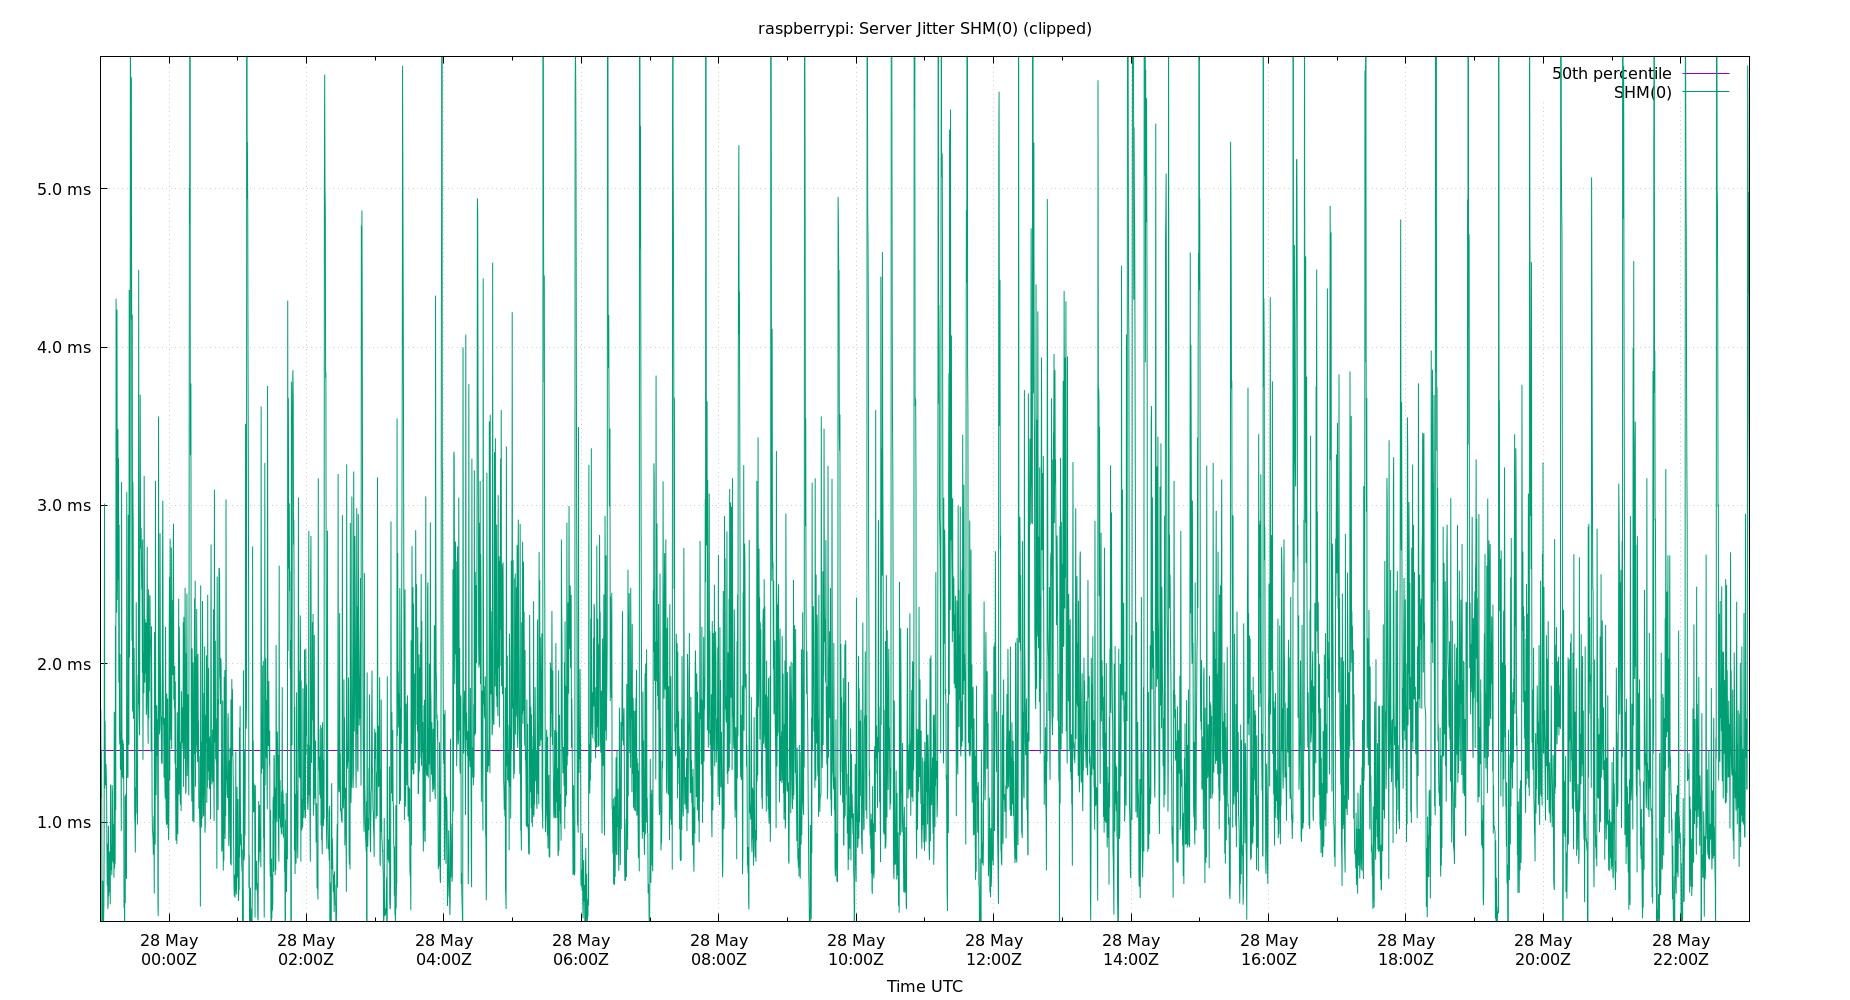 raspberrypi: Server Jitter SHM(0) (clipped)
50th percentile
SHM(0)
5.0 ms
4.0 ms
3.0 ms
2.0 ms
1.0 ms
28 May 28 May 28 May 28 May 28 May 28 May 28 May 28 May 28 May 28 May 28 May 28 May
00:00Z 02:00Z 04:00Z 06:00Z 08:00Z 10:00Z 12:00Z 14:00Z 16:00Z 18:00Z 20:00Z 22:00Z
Time UTC